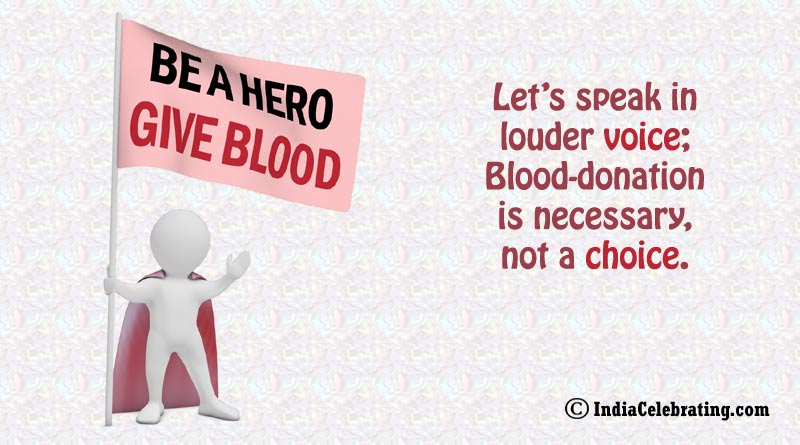 BE A HERO
GIVE BLOOD
Let's speak in
louder voice;
Blood-donation
is necessary,
not a choice.
© IndiaCelebrating.com